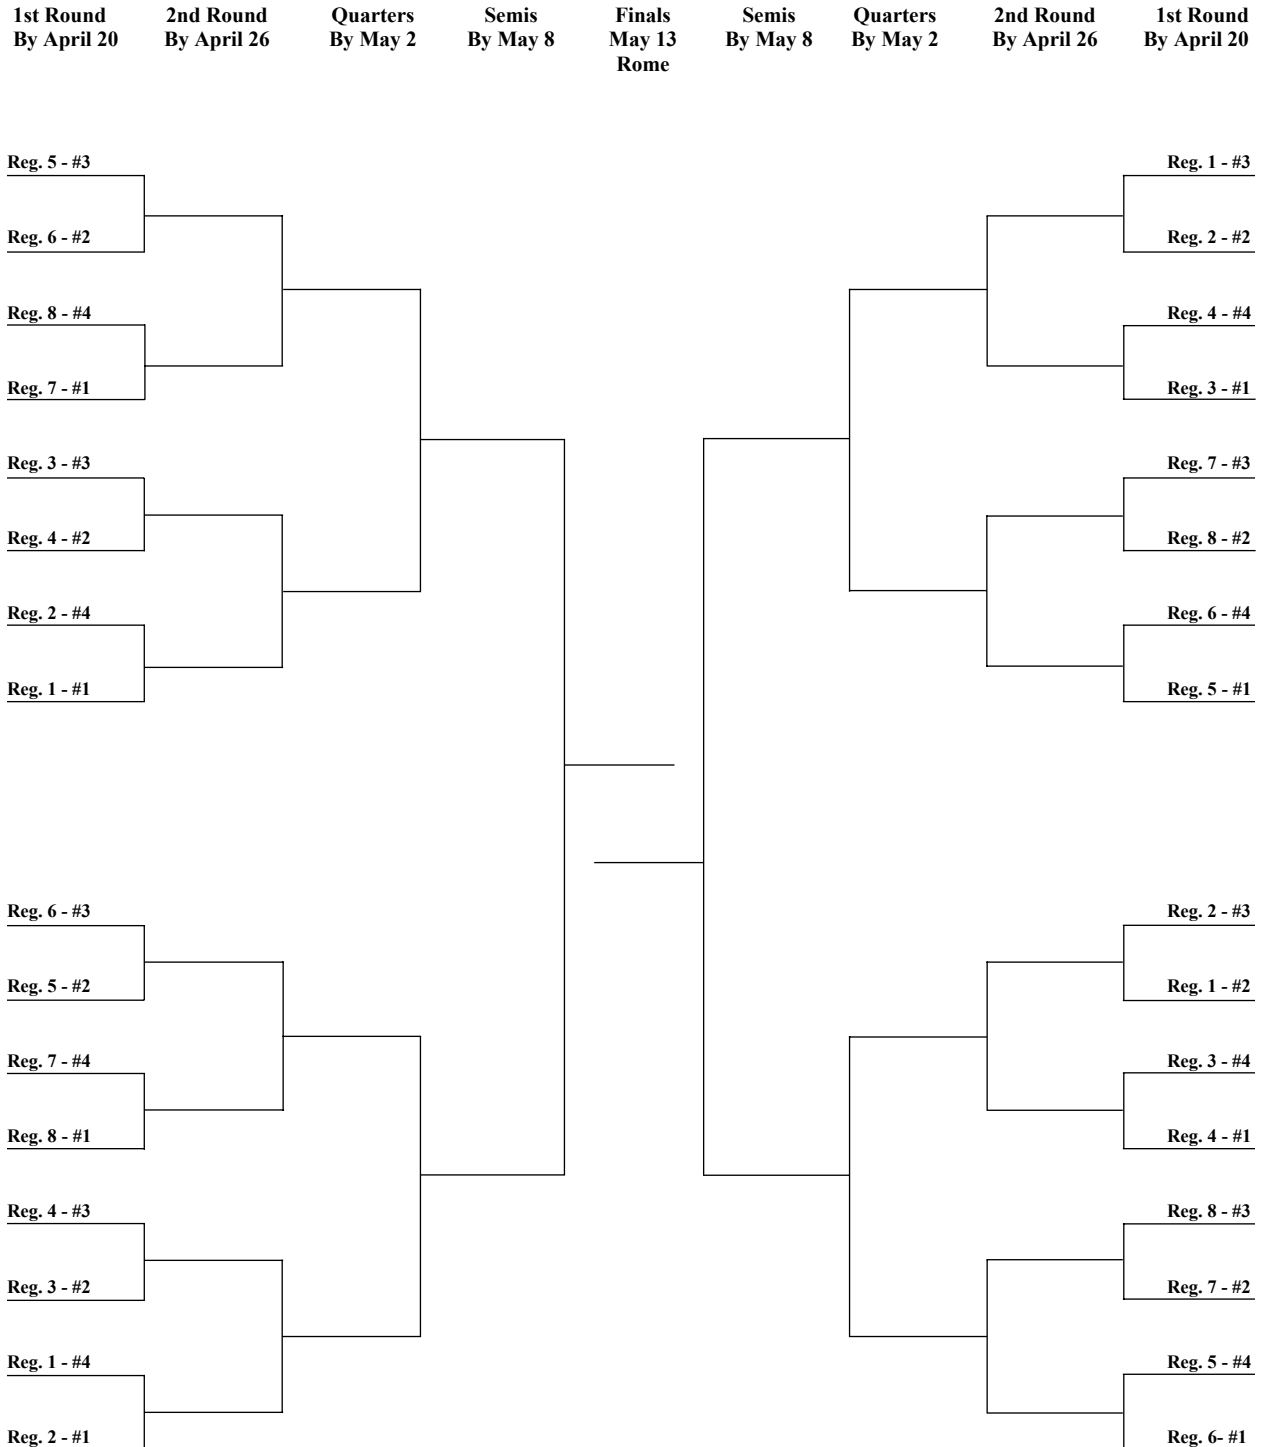 1st Round 2nd Round Quarters Semis Finals Semis Quarters 2nd Round 1st Round
By April 20 By April 26 By May 2 By May 8 May 13 By May 8 By May 2 By April 26 By April 20
Rome
Reg. 5 - #3 Reg. 1 - #3
Reg. 6 - #2 Reg. 2 - #2
Reg. 8 - #4 Reg. 4 - #4
Reg. 7 - #1 Reg. 3 - #1
Reg. 3 - #3 Reg. 7 - #3
Reg. 4 - #2 Reg. 8 - #2
Reg. 2 - #4 Reg. 6 - #4
Reg. 1 - #1 Reg. 5 - #1
Reg. 6 - #3 Reg. 2 - #3
Reg. 5 - #2 Reg. 1 - #2
Reg. 7 - #4 Reg. 3 - #4
Reg. 8 - #1 Reg. 4 - #1
Reg. 4 - #3 Reg. 8 - #3
Reg. 3 - #2 Reg. 7 - #2
Reg. 1 - #4 Reg. 5 - #4
Reg. 2 - #1 Reg. 6- #1